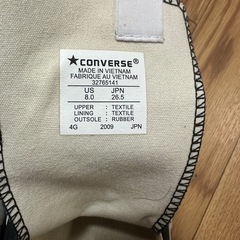 ★CONVERSE®
MADE IN VIETNAM
FABRIQUE AU VIETNAM
32765141
US JPN
8.0 26.5
UPPER : TEXTILE
LINING : TEXTILE
OUTSOLE : RUBBER
4G 2009 JPN